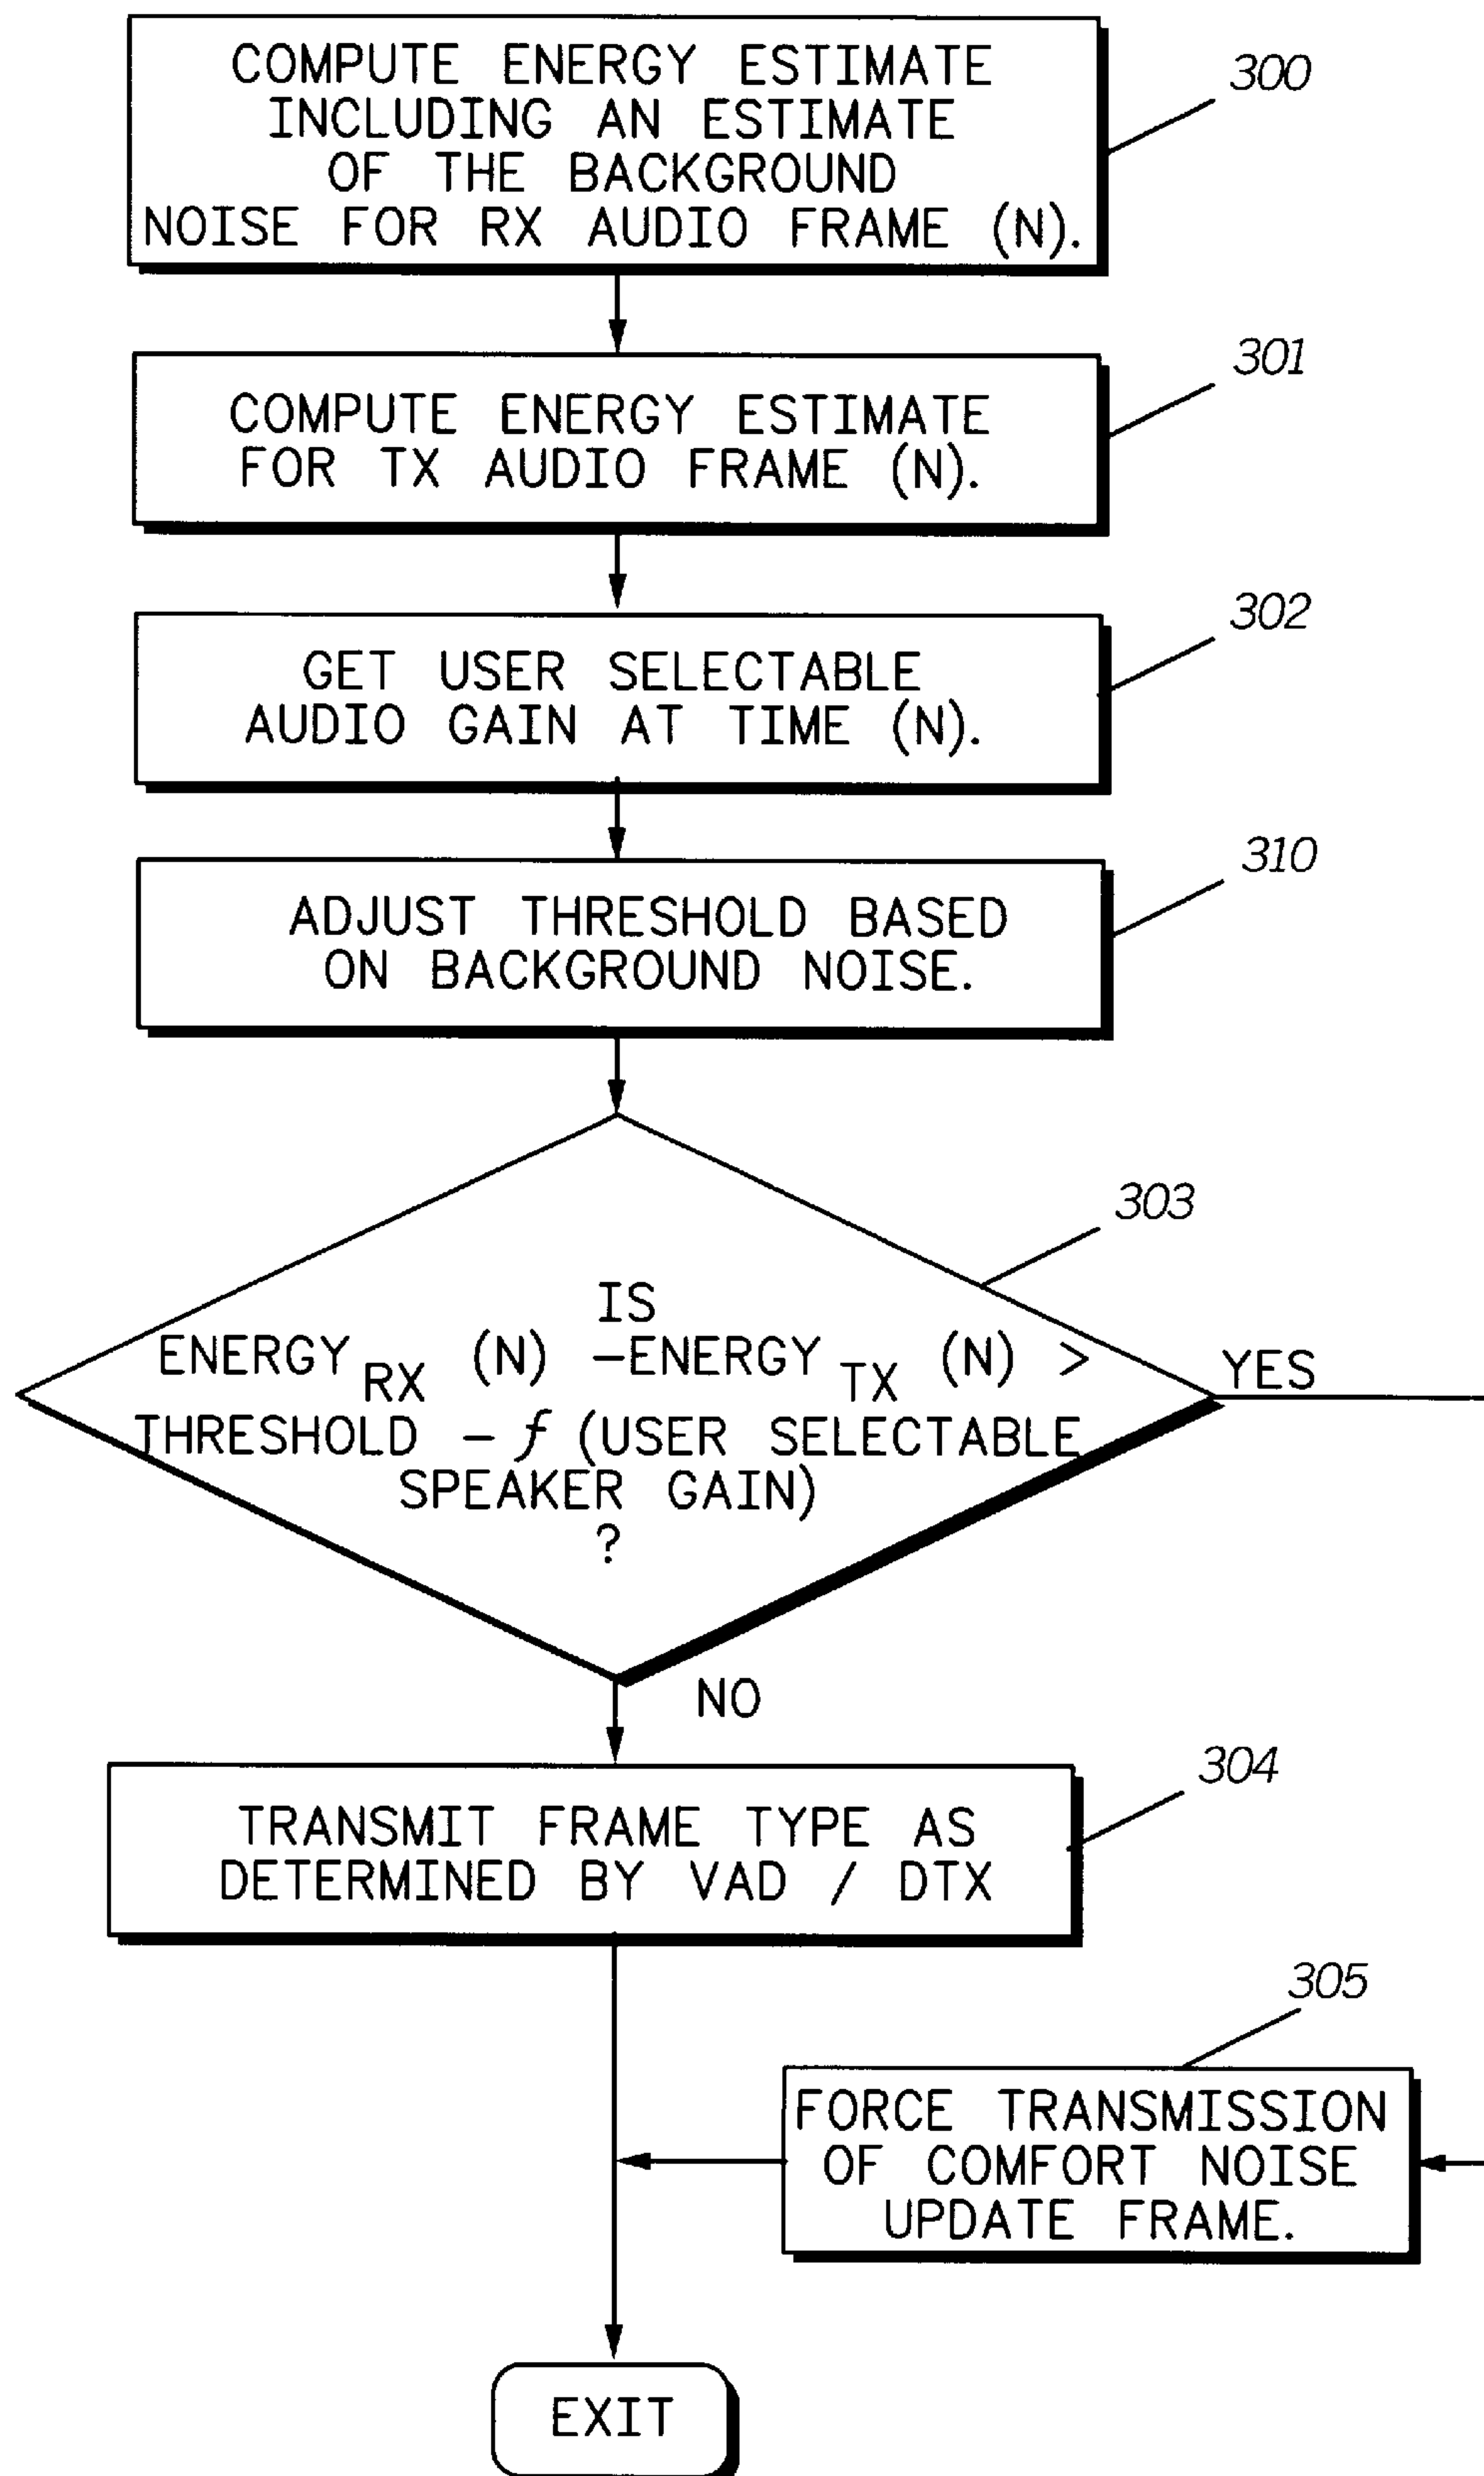 COMPUTE ENERGY ESTIMATE
INCLUDING AN ESTIMATE
OF THE BACKGROUND
NOISE FOR RX AUDIO FRAME (N).
300
COMPUTE ENERGY ESTIMATE
FOR TX AUDIO FRAME (N).
301
GET USER SELECTABLE
AUDIO GAIN AT TIME (N).
302
ADJUST THRESHOLD BASED
ON BACKGROUND NOISE.
310
303
IS
ENERGY RX (N) -ENERGY TX (N) >
THRESHOLD - f (USER SELECTABLE
SPEAKER GAIN)
?
YES
NO
TRANSMIT FRAME TYPE AS
DETERMINED BY VAD / DTX
304
305
FORCE TRANSMISSION
OF COMFORT NOISE
UPDATE FRAME.
EXIT